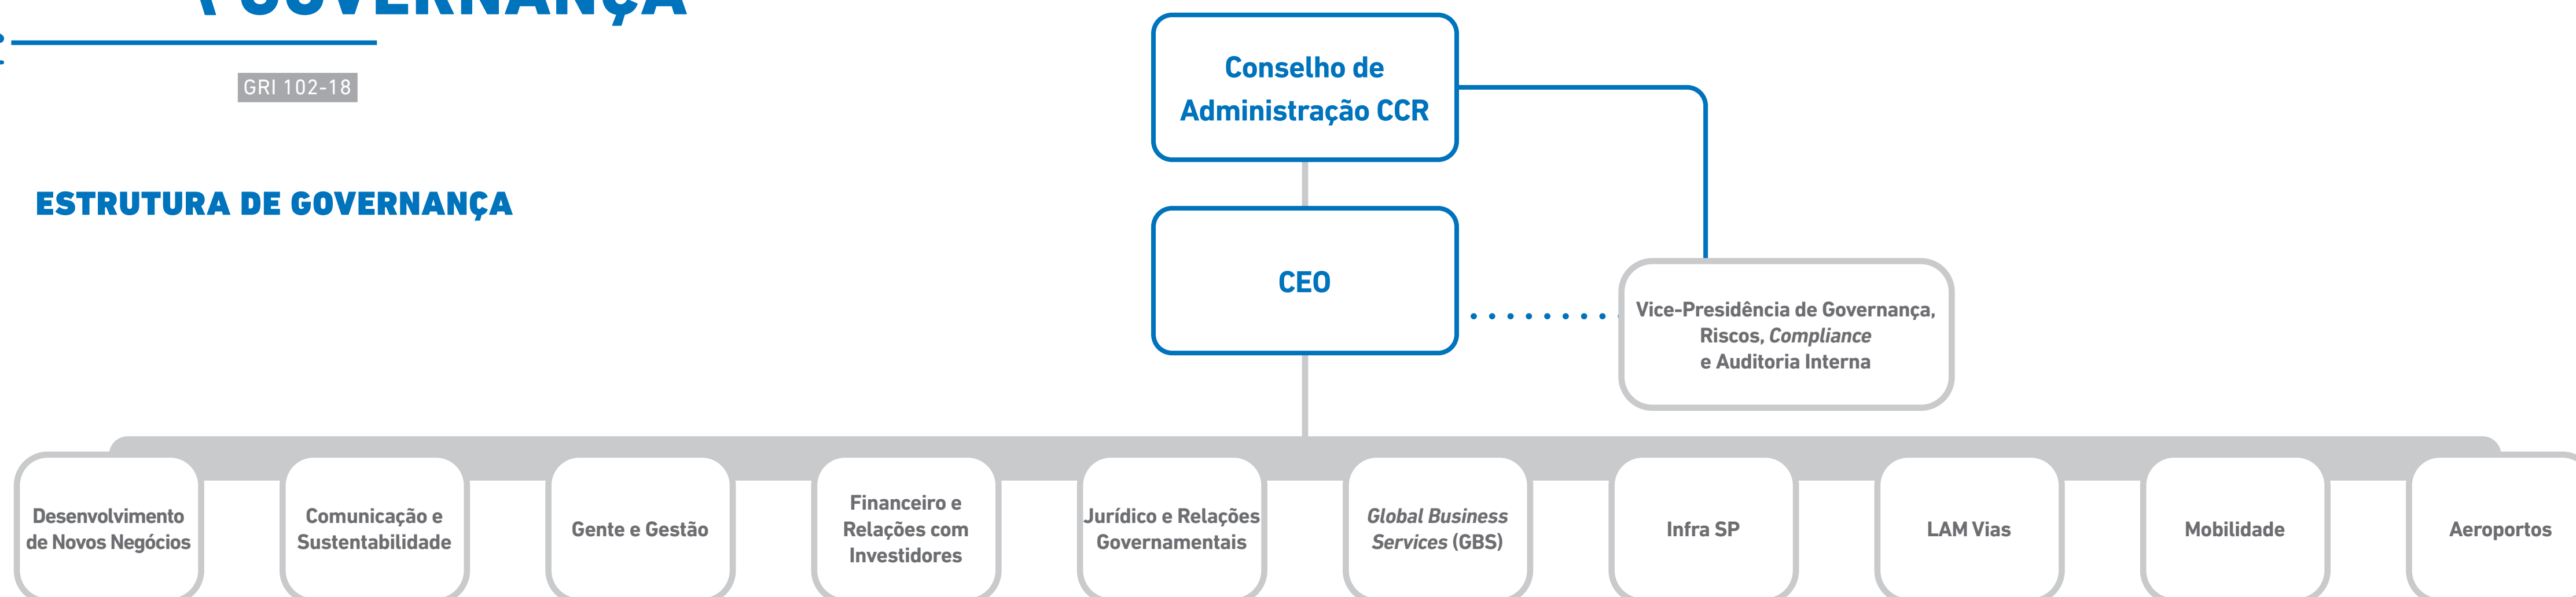 GOVERNANÇA
GRI 102-18
ESTRUTURA DE GOVERNANÇA
Conselho de
Administração CCR
CEO
Vice-Presidência de Governança,
Riscos, Compliance
e Auditoria Interna
Desenvolvimento
de Novos Negócios
Comunicação e
Sustentabilidade
Gente e Gestão
Financeiro e
Relações com
Investidores
Jurídico e Relações
Governamentais
Global Business
Services (GBS)
Infra SP
LAM Vias
Mobilidade
Aeroportos